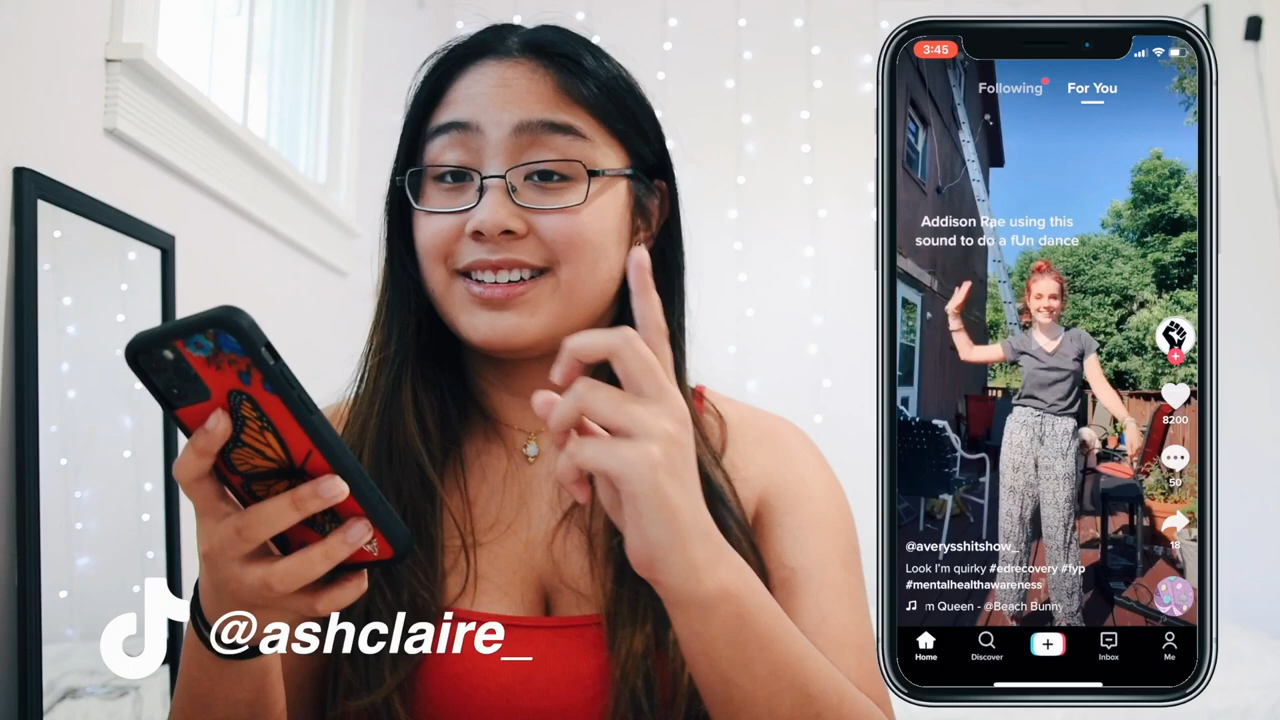 3:45
Following
For You
Addison Rae using this
sound to do a fUn dance
8200
50
18
@averysshitshow_
Look I'm quirky #edrecovery #fyp
#mentalhealthawareness
m Queen - @Beach Bunny
Home
Discover
Inbox
Me
@ashclaire_